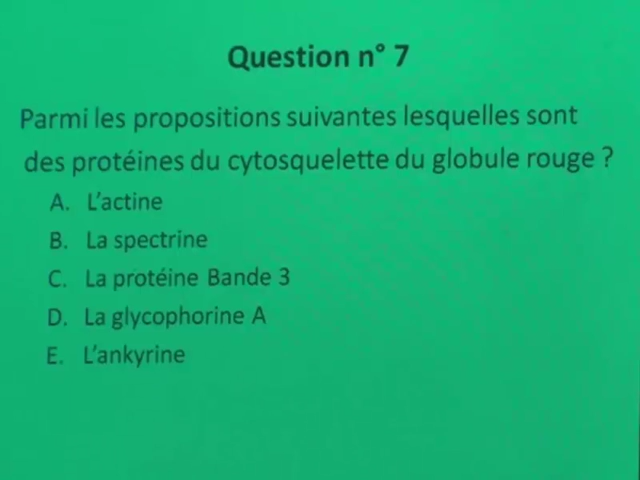 Question n° 7
Parmi les propositions suivantes lesquelles sont
des protéines du cytosquelette du globule rouge ?
A. L'actine
B. La spectrine
C. La protéine Bande 3
D. La glycophorine A
E. L'ankyrine